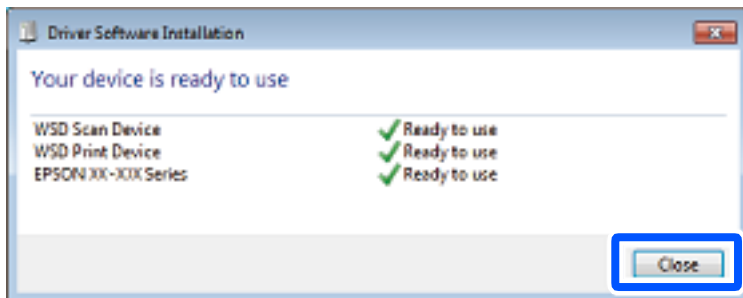 Driver Software Installation
Your device is ready to use
WSD Scan Device Ready to use
WSD Print Device Ready to use
EPSON XX-XXX Series Ready to use
Close